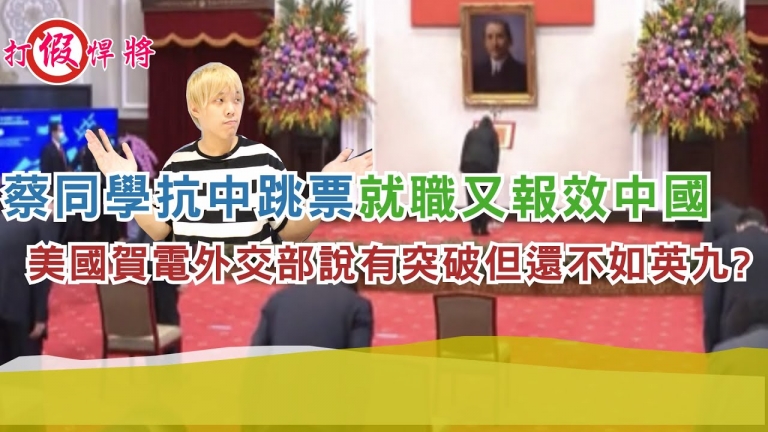 打假悍將
蔡同學抗中跳票就職又報效中國
美國賀電外交部說有突破但還不如英九?